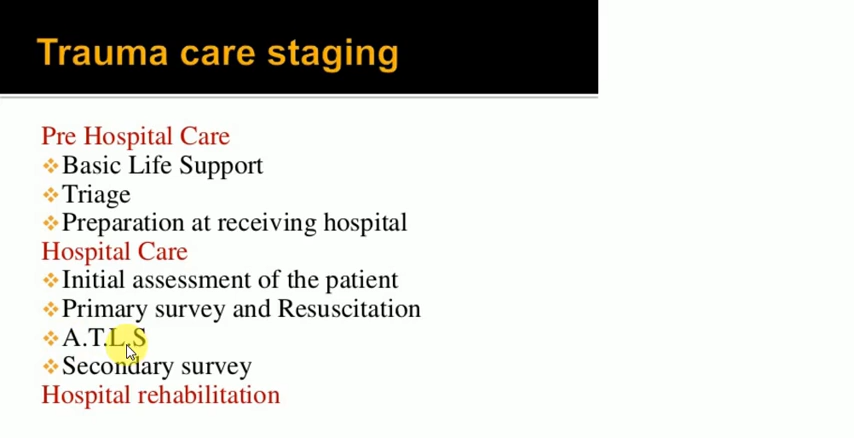 Trauma care staging
Pre Hospital Care
Basic Life Support
Triage
Preparation at receiving hospital
Hospital Care
Initial assessment of the patient
Primary survey and Resuscitation
A.T.L.S
Secondary survey
Hospital rehabilitation